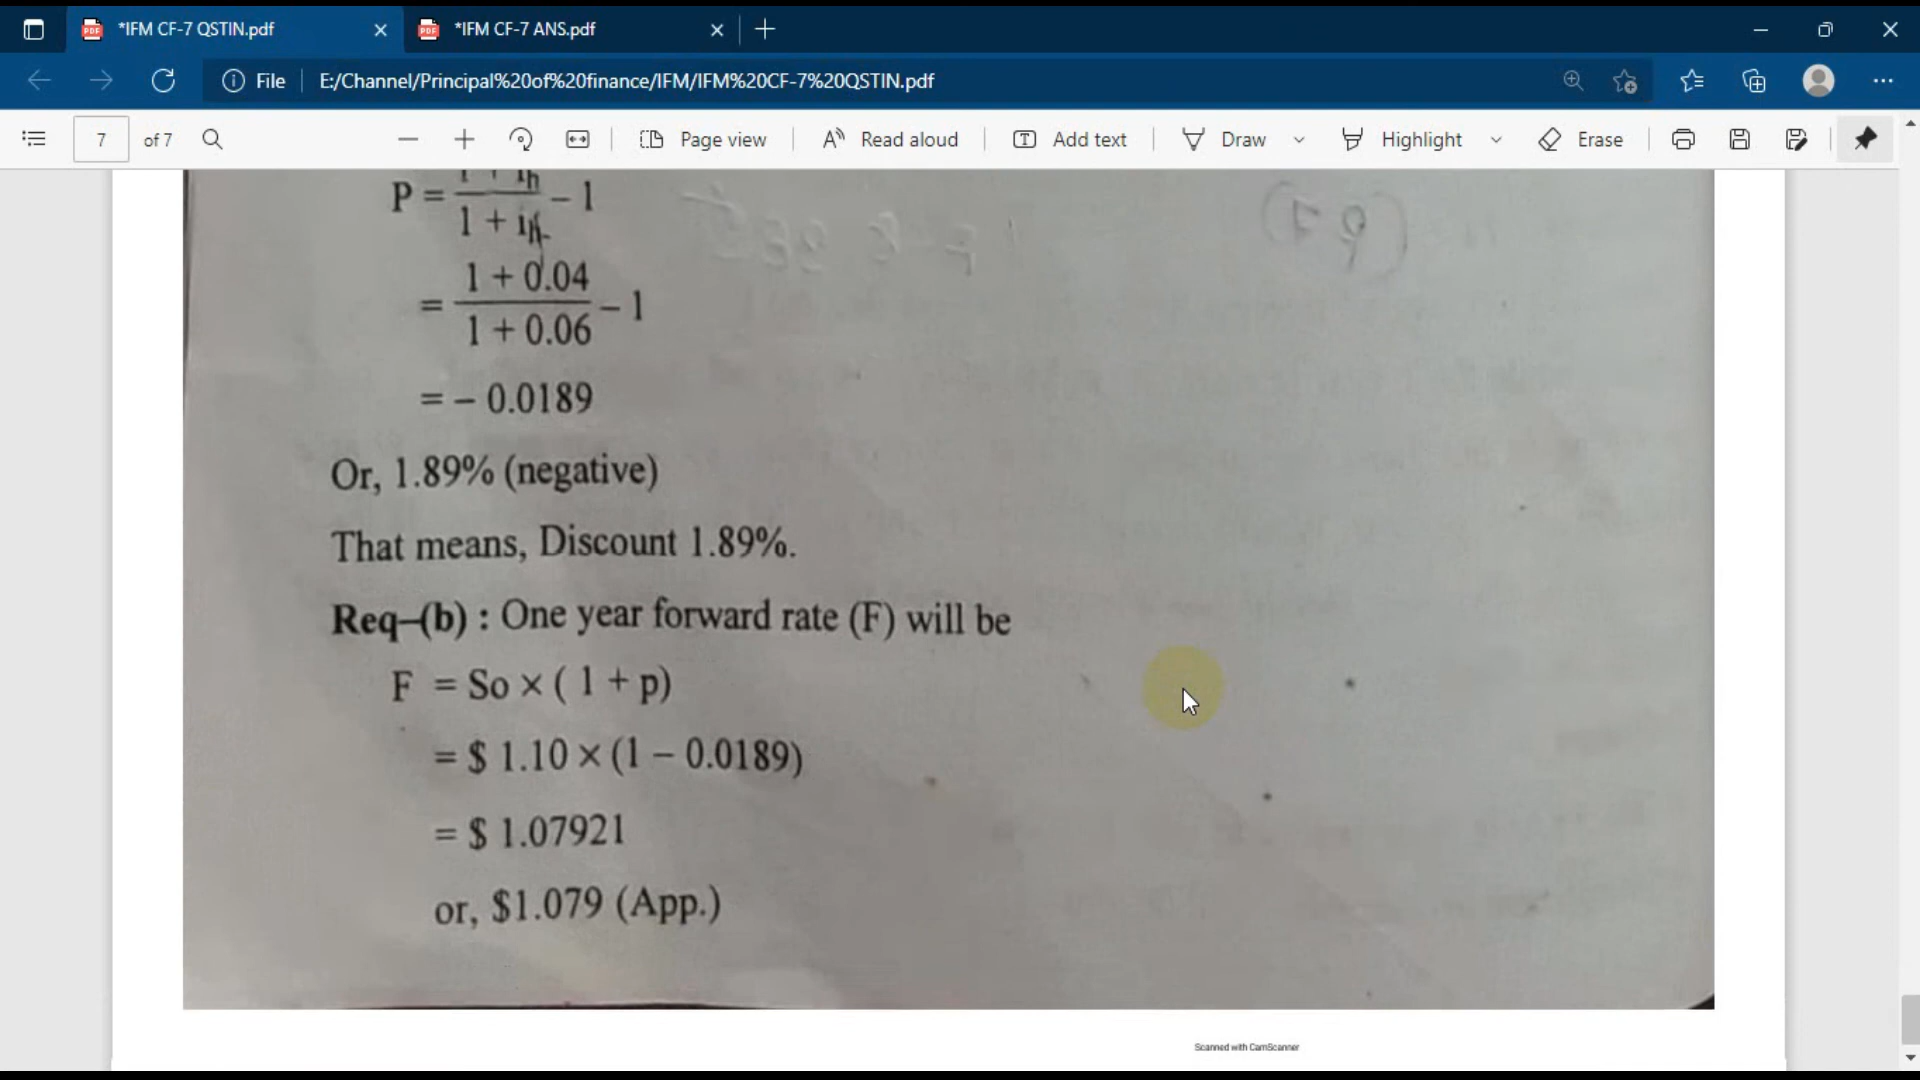 *IFM CF-7 QSTIN.pdf
*IFM CF-7 ANS.pdf
File
E:/Channel/Principal%20of%20finance/IFM/IFM%20CF-7%20QSTIN.pdf
7 of 7
Page view
Read aloud
Add text
Draw
Highlight
Erase
P = 1 + ih / 1 + if - 1
= 1 + 0.04 / 1 + 0.06 - 1
= - 0.0189
Or, 1.89% (negative)
That means, Discount 1.89%.
Req-(b) : One year forward rate (F) will be
F = So × ( 1 + p)
= $ 1.10 × (1 – 0.0189)
= $ 1.07921
or, $1.079 (App.)
Scanned with CamScanner